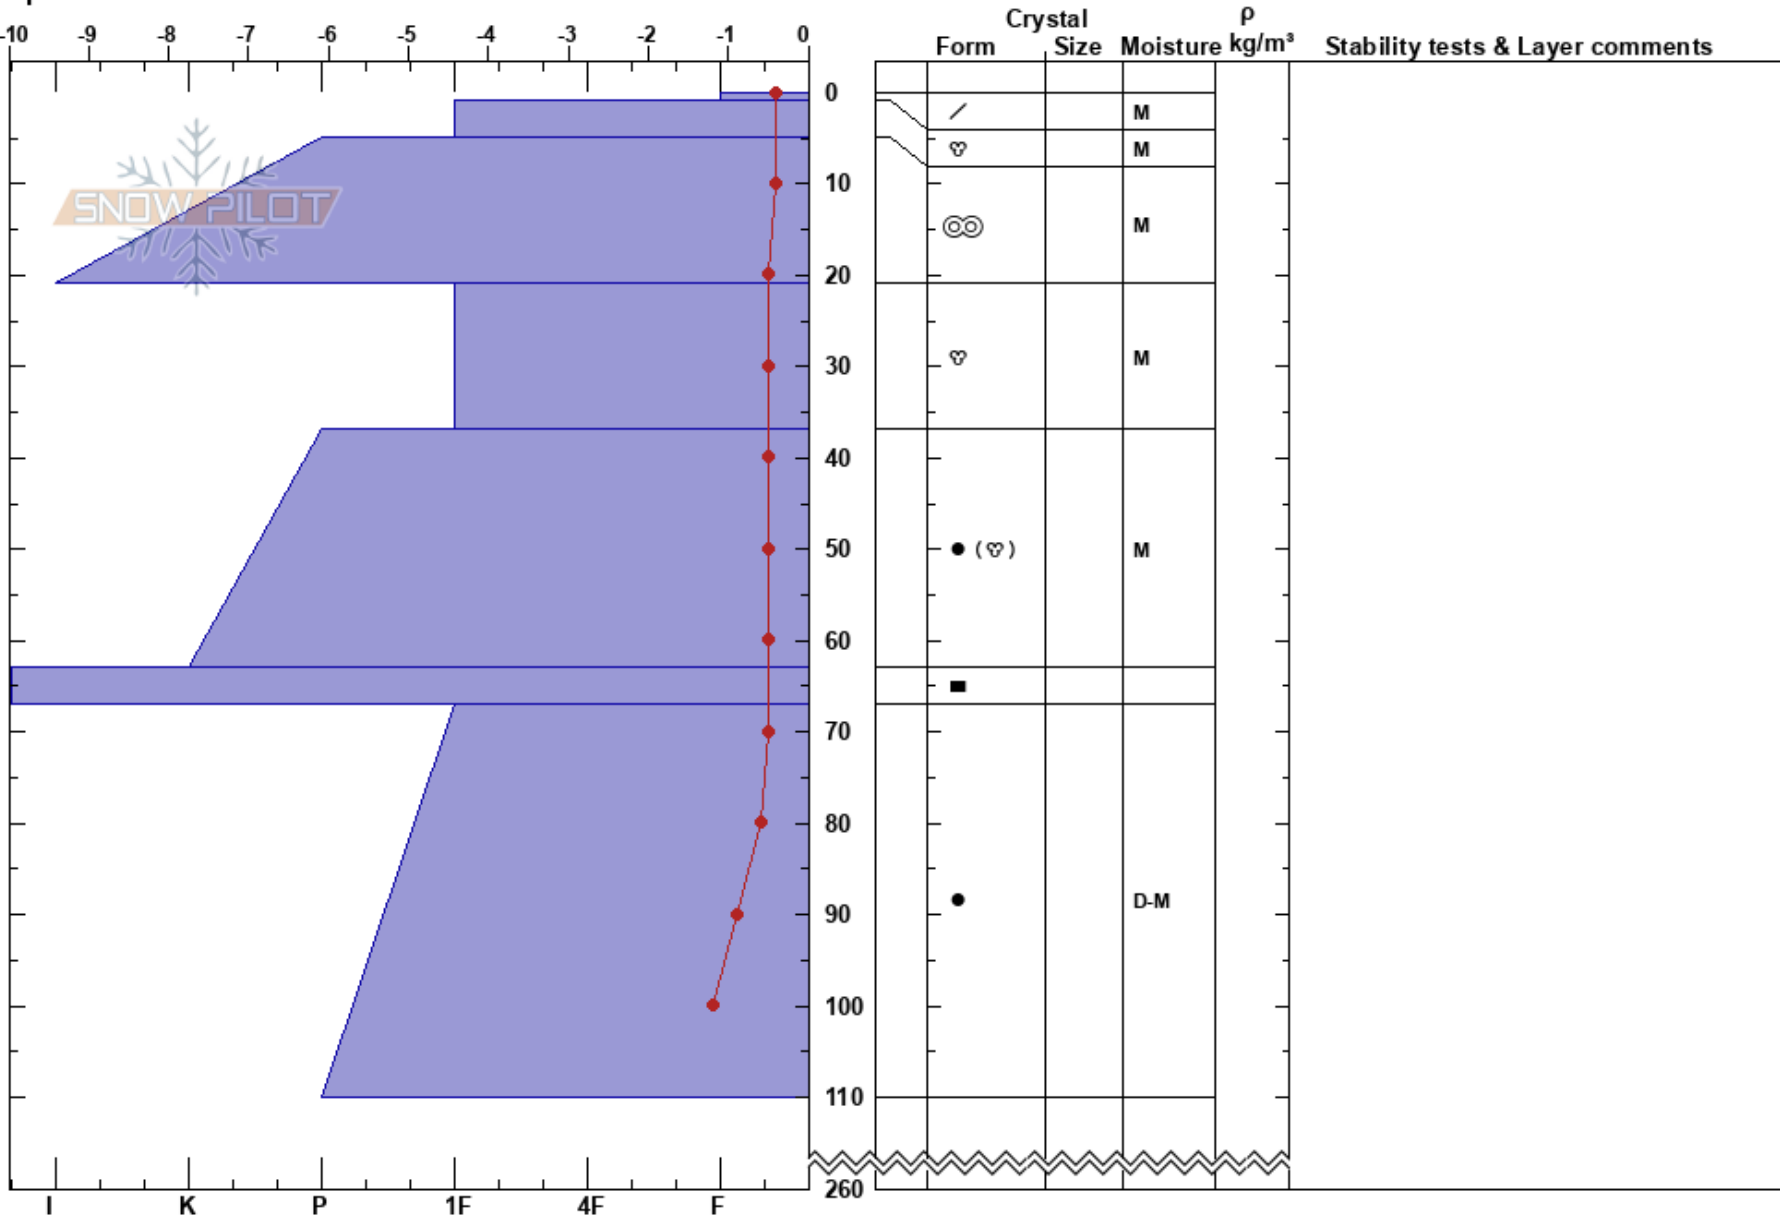 Crystal ρ
-10 -9 -8 -7 -6 -5 -4 -3 -2 -1 0 Form Size Moisture kg/m³ Stability tests & Layer comments
0
M
M
SNOW PILOT
10
M
20
30 M
40
50 ( ) M
60
70
80
90 D-M
100
110
260
I K P 1F 4F F